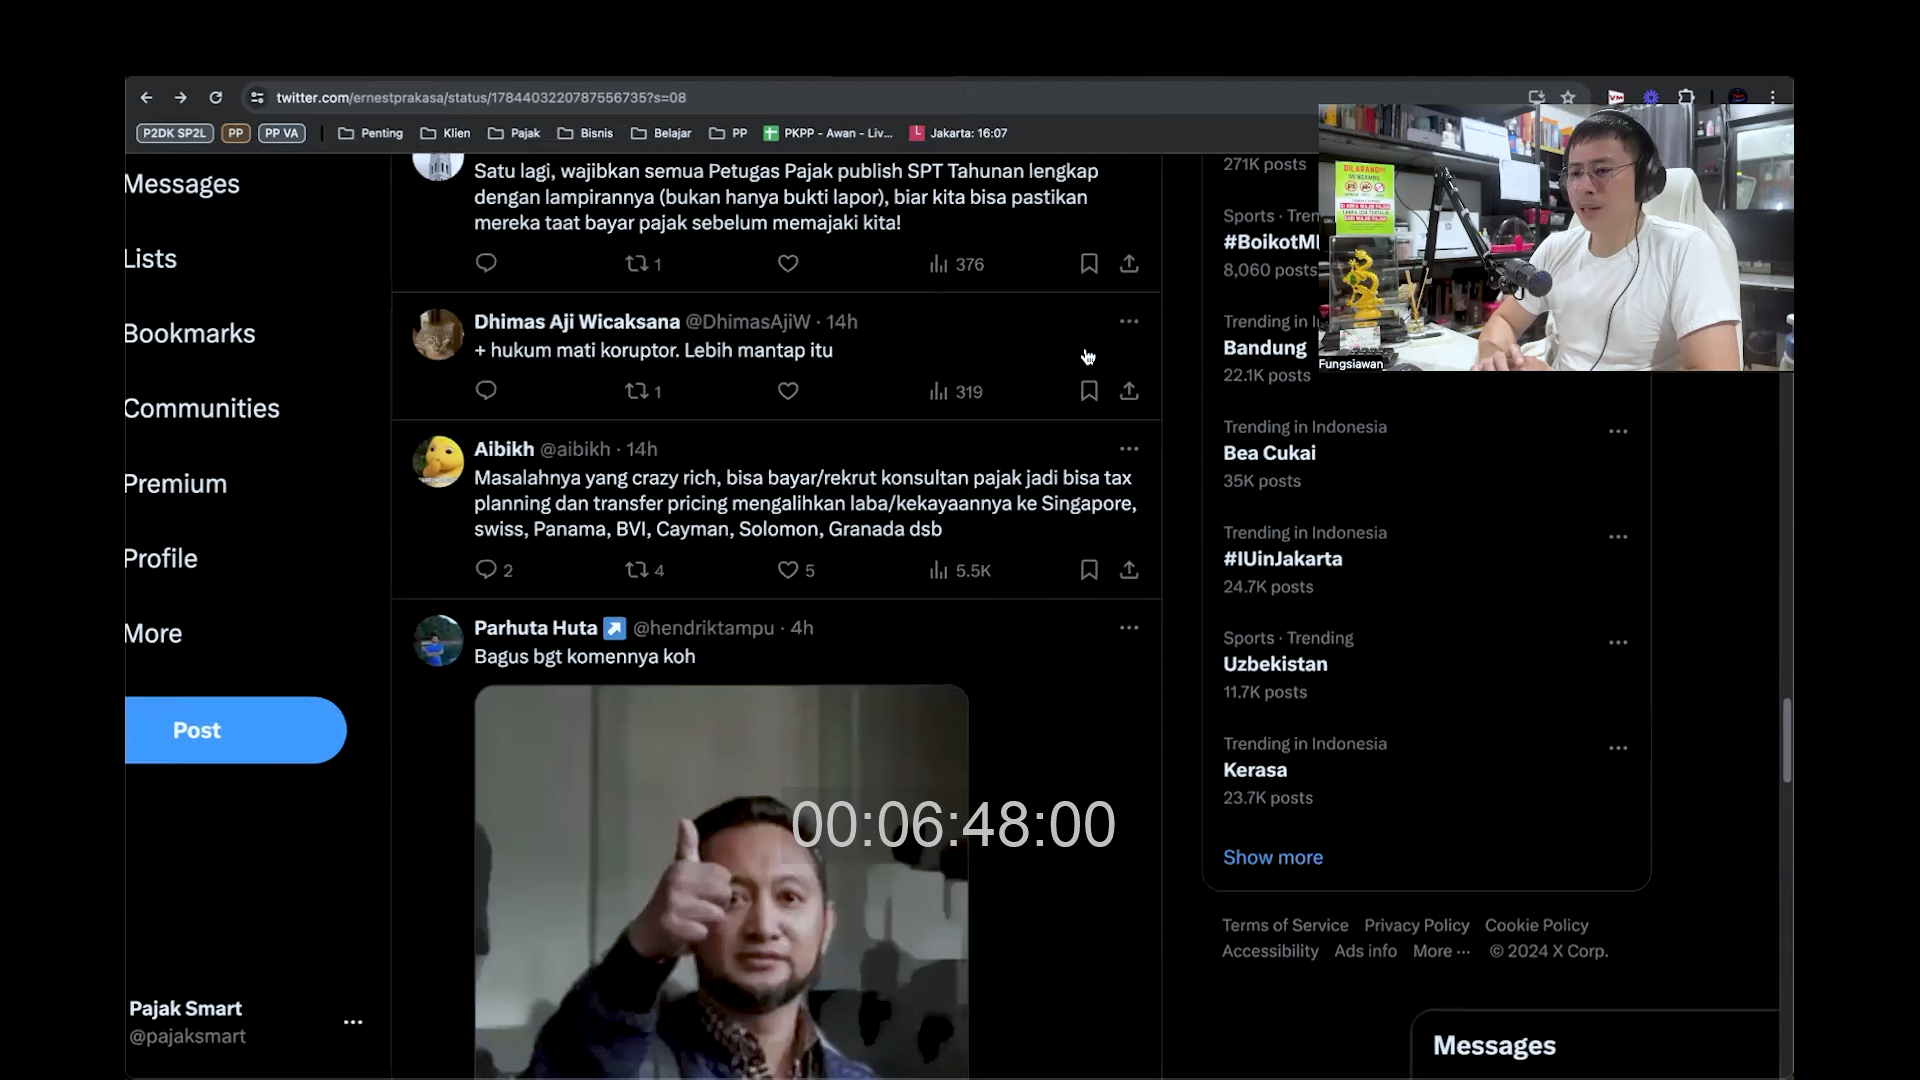 twitter.com/ernestprakasa/status/1784403220787556735?s=08
P2DK SP2L PP PP VA Penting Klien Pajak Bisnis Belajar PP PKPP - Awan - Liv... Jakarta: 16:07
Messages
Lists
Bookmarks
Communities
Premium
Profile
More
Post
Pajak Smart
@pajaksmart
Satu lagi, wajibkan semua Petugas Pajak publish SPT Tahunan lengkap
dengan lampirannya (bukan hanya bukti lapor), biar kita bisa pastikan
mereka taat bayar pajak sebelum memajaki kita!
1 376
Dhimas Aji Wicaksana @DhimasAjiW · 14h
+ hukum mati koruptor. Lebih mantap itu
1 319
Aibikh @aibikh · 14h
Masalahnya yang crazy rich, bisa bayar/rekrut konsultan pajak jadi bisa tax
planning dan transfer pricing mengalihkan laba/kekayaannya ke Singapore,
swiss, Panama, BVI, Cayman, Solomon, Granada dsb
2 4 5 5.5K
Parhuta Huta @hendriktampu · 4h
Bagus bgt komennya koh
00:06:48:00
271K posts
Sports · Tren
#BoikotM
8,060 posts
Trending in I
Bandung
22.1K posts
Trending in Indonesia
Bea Cukai
35K posts
Trending in Indonesia
#IUinJakarta
24.7K posts
Sports · Trending
Uzbekistan
11.7K posts
Trending in Indonesia
Kerasa
23.7K posts
Show more
Terms of Service Privacy Policy Cookie Policy
Accessibility Ads info More ··· © 2024 X Corp.
Messages
DILARANG
MENGAMBIL
Fungsiawan